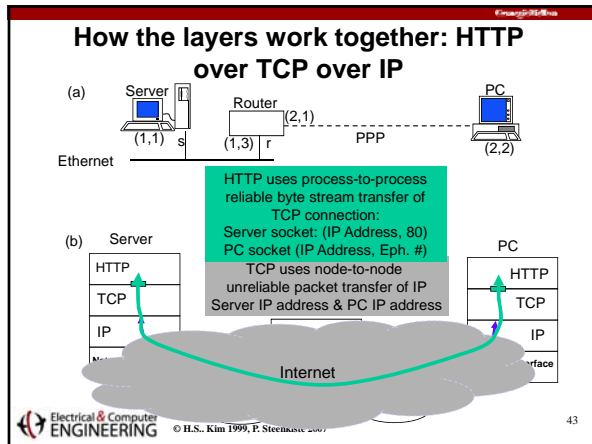 Carnegie Mellon
How the layers work together: HTTP
over TCP over IP
(a)
Server
Router
PC
(2,1)
(1,1)
s
(1,3)
r
PPP
(2,2)
Ethernet
HTTP uses process-to-process
reliable byte stream transfer of
TCP connection:
Server socket: (IP Address, 80)
PC socket (IP Address, Eph. #)
(b)
Server
PC
TCP uses node-to-node
unreliable packet transfer of IP
Server IP address & PC IP address
HTTP
HTTP
TCP
TCP
IP
IP
Internet
Electrical & Computer
ENGINEERING
© H.S.. Kim 1999, P. Steenkiste 2007
43